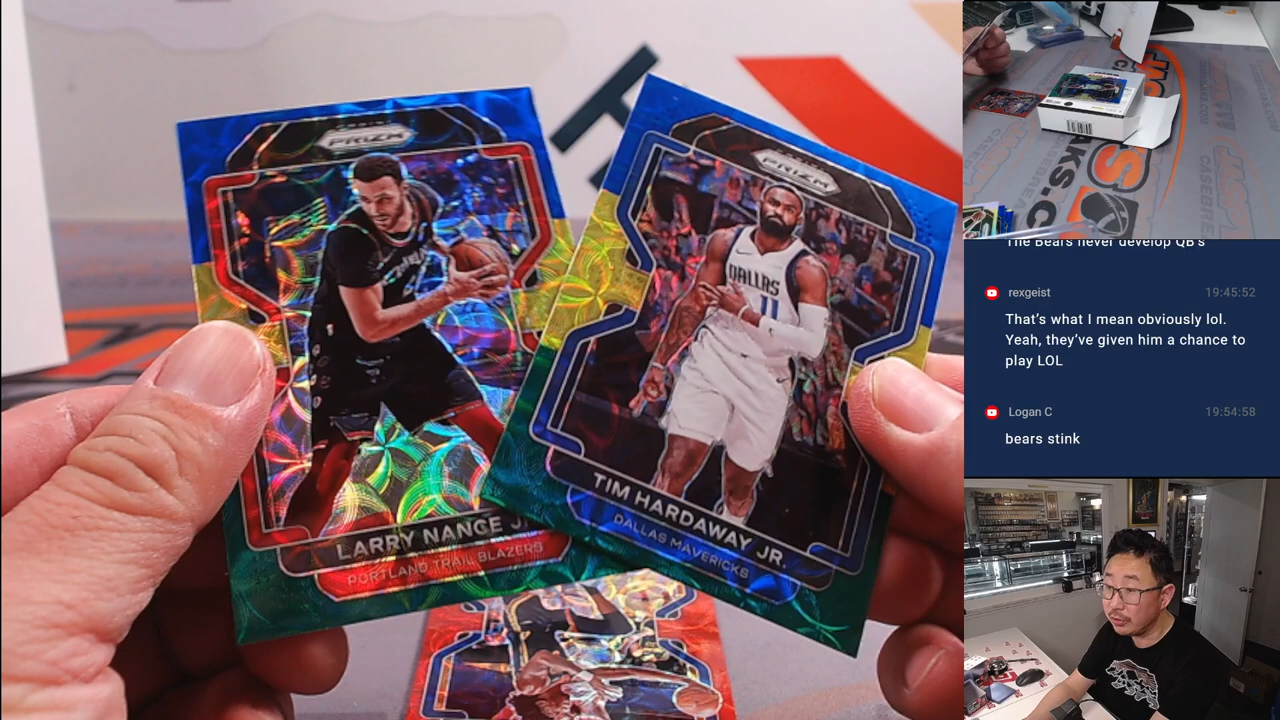 PRIZM
PRIZM
DALLAS
11
LARRY NANCE J
PORTLAND TRAIL BLAZERS
TIM HARDAWAY JR.
DALLAS MAVERICKS
The Bears never develop QB's
rexgeist 19:45:52
That's what I mean obviously lol.
Yeah, they've given him a chance to
play LOL
Logan C 19:54:58
bears stink